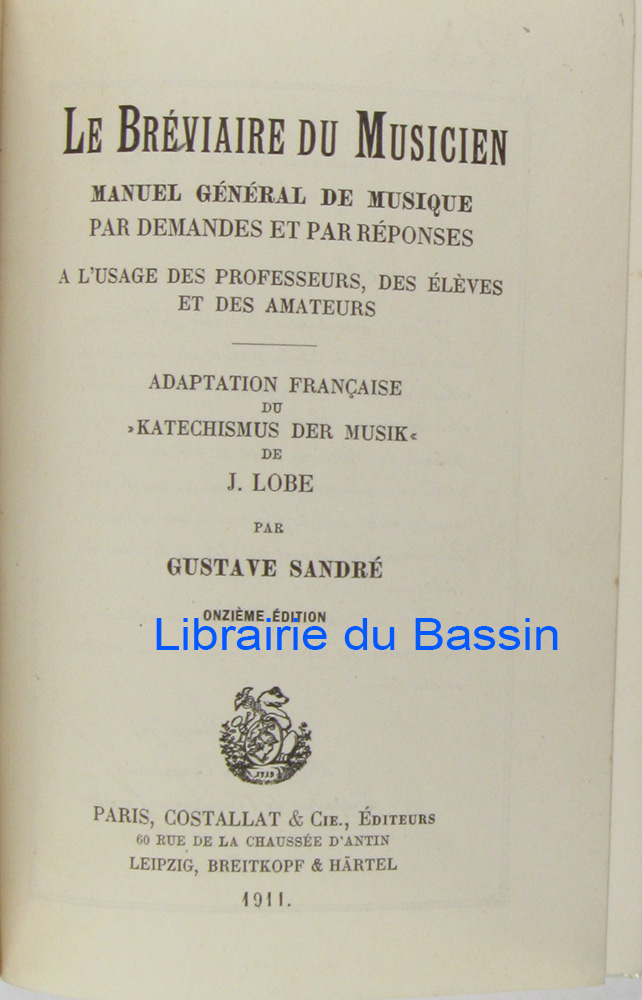 LE BRÉVIAIRE DU MUSICIEN
MANUEL GÉNÉRAL DE MUSIQUE
PAR DEMANDES ET PAR RÉPONSES
A L'USAGE DES PROFESSEURS, DES ÉLÈVES
ET DES AMATEURS
ADAPTATION FRANÇAISE
DU
»KATECHISMUS DER MUSIK«
DE
J. LOBE
PAR
GUSTAVE SANDRÉ
ONZIÈME ÉDITION
Librairie du Bassin
1719
PARIS, COSTALLAT & CIE., ÉDITEURS
60 RUE DE LA CHAUSSÉE D'ANTIN
LEIPZIG, BREITKOPF & HÄRTEL
1911.